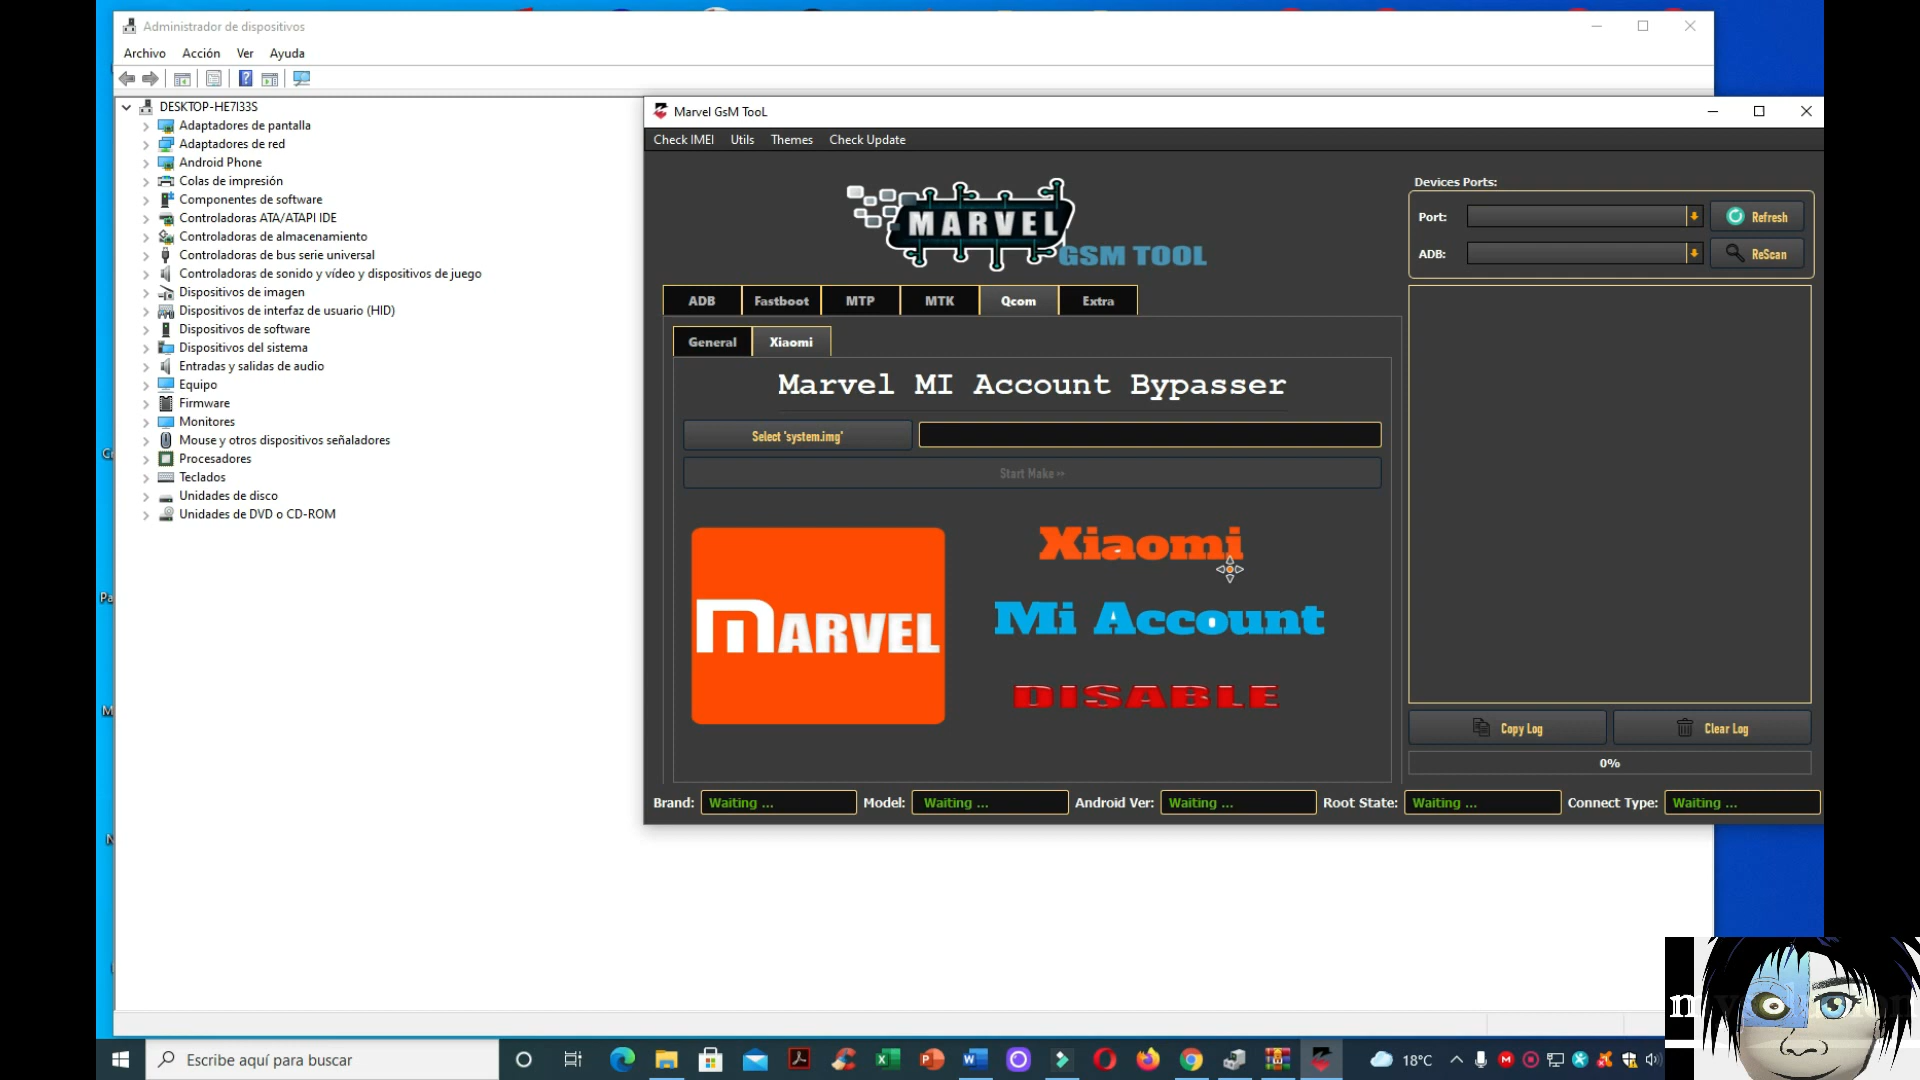 Administrador de dispositivos
Archivo Acción Ver Ayuda
DESKTOP-HE7I33S
Adaptadores de pantalla
Adaptadores de red
Android Phone
Colas de impresión
Componentes de software
Controladoras ATA/ATAPI IDE
Controladoras de almacenamiento
Controladoras de bus serie universal
Controladoras de sonido y vídeo y dispositivos de juego
Dispositivos de imagen
Dispositivos de interfaz de usuario (HID)
Dispositivos de software
Dispositivos del sistema
Entradas y salidas de audio
Equipo
Firmware
Monitores
Mouse y otros dispositivos señaladores
Procesadores
Teclados
Unidades de disco
Unidades de DVD o CD-ROM
Marvel GsM TooL
Check IMEI Utils Themes Check Update
MARVEL
GSM TOOL
Devices Ports:
Port: Refresh
ADB: ReScan
ADB Fastboot MTP MTK Qcom Extra
General Xiaomi
Marvel MI Account Bypasser
Select 'system.img'
Start Make >>
MARVEL
Xiaomi
Mi Account
DISABLE
Copy Log Clear Log
0%
Brand: Waiting ... Model: Waiting ... Android Ver: Waiting ... Root State: Waiting ... Connect Type: Waiting ...
Escribe aquí para buscar
18°C